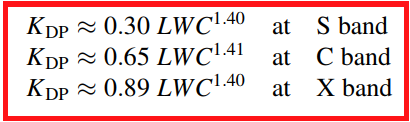 K_DP ≈ 0.30 LWC^1.40 at S band
K_DP ≈ 0.65 LWC^1.41 at C band
K_DP ≈ 0.89 LWC^1.40 at X band